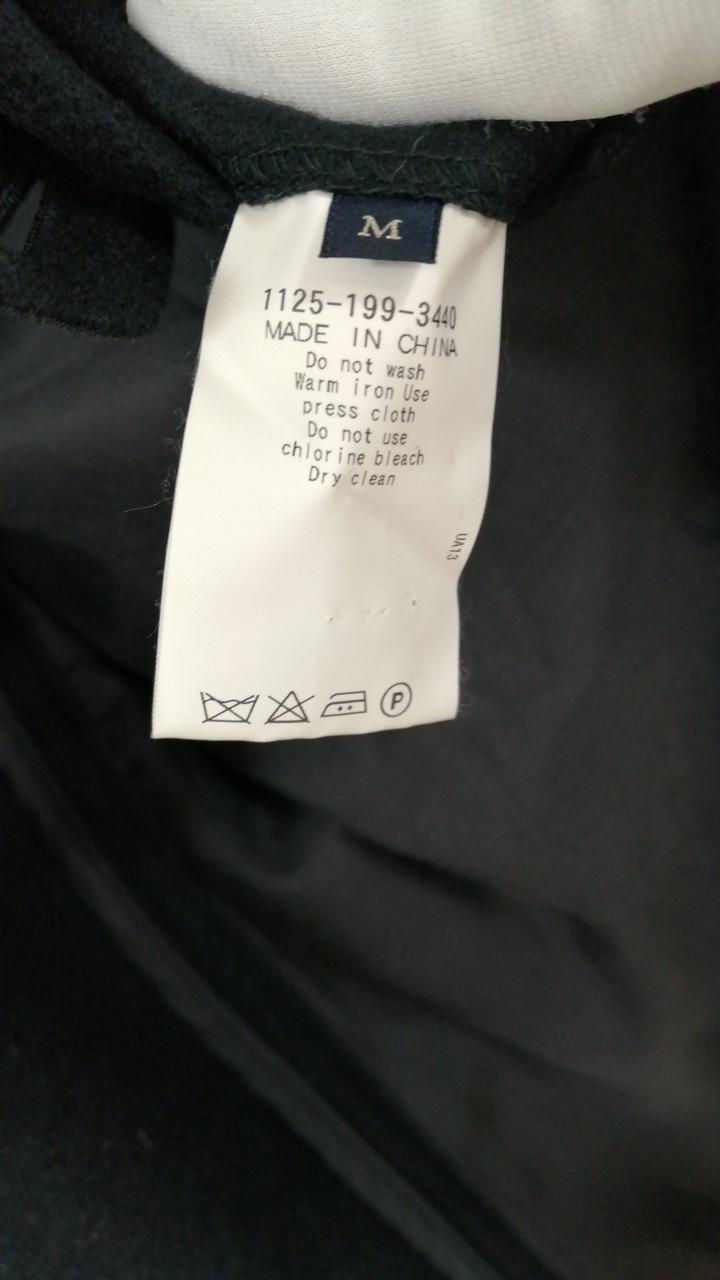 M
1125-199-3440
MADE IN CHINA
Do not wash
Warm iron Use
press cloth
Do not use
chlorine bleach
Dry clean
UA13
P